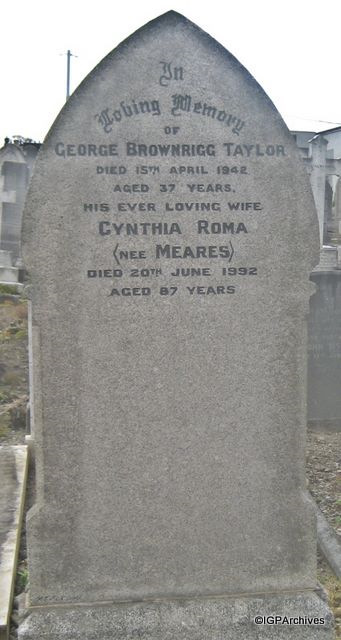 In
Loving Memory
OF
GEORGE BROWNRIGG TAYLOR
DIED 15TH APRIL 1942
AGED 37 YEARS,
HIS EVER LOVING WIFE
CYNTHIA ROMA
(NEE MEARES)
DIED 20TH JUNE 1992
AGED 87 YEARS
©IGPArchives